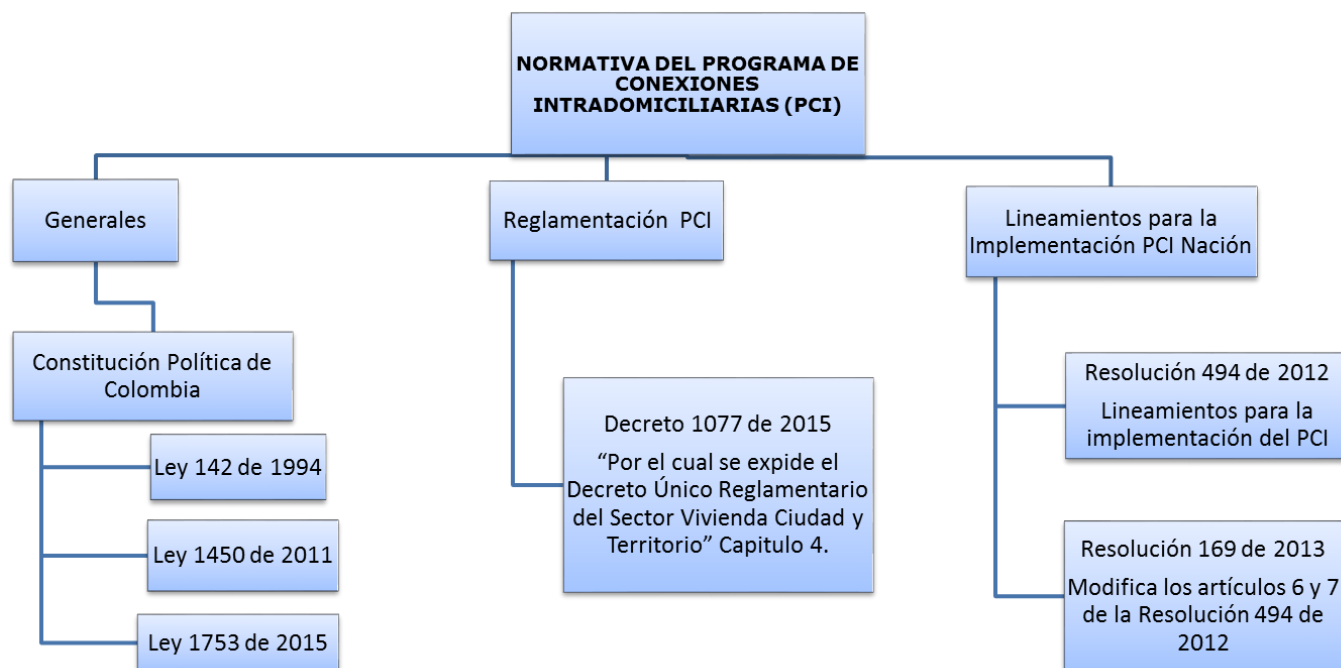 NORMATIVA DEL PROGRAMA DE
CONEXIONES
INTRADOMICILIARIAS (PCI)
Generales
Constitución Política de
Colombia
Ley 142 de 1994
Ley 1450 de 2011
Ley 1753 de 2015
Reglamentación PCI
Decreto 1077 de 2015
“Por el cual se expide el
Decreto Único Reglamentario
del Sector Vivienda Ciudad y
Territorio” Capitulo 4.
Lineamientos para la
Implementación PCI Nación
Resolución 494 de 2012
Lineamientos para la
implementación del PCI
Resolución 169 de 2013
Modifica los artículos 6 y 7
de la Resolución 494 de
2012